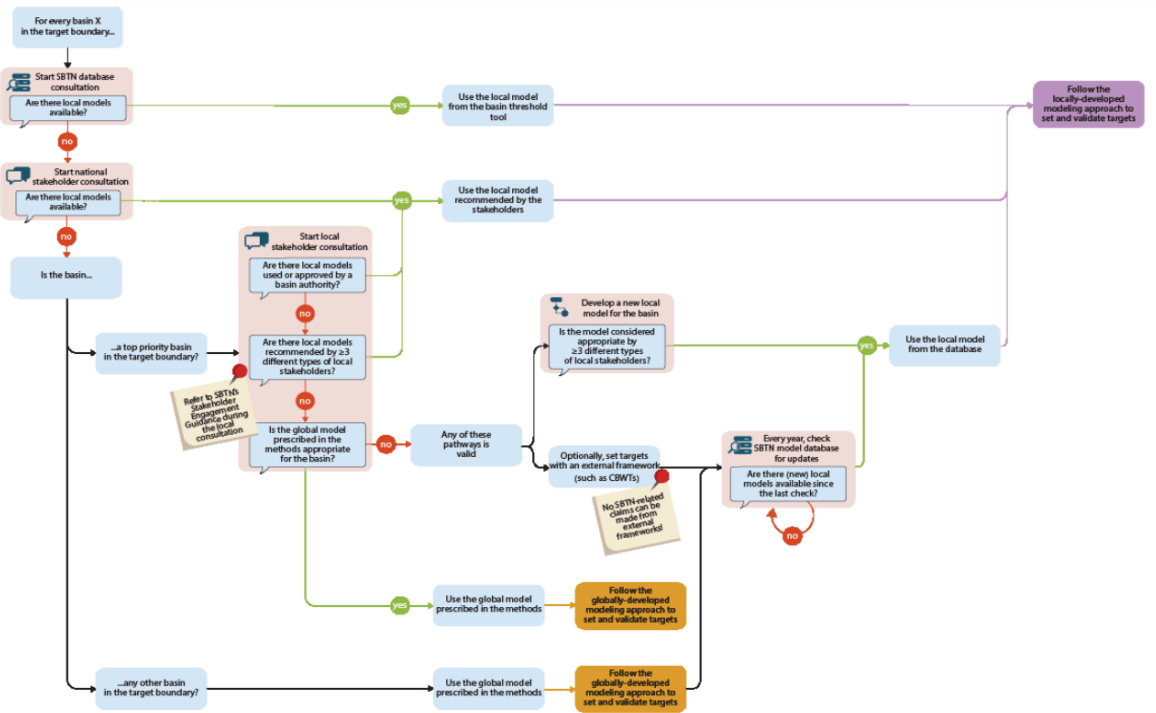 For every basin X
in the target boundary...
Start SBTN database
consultation
Are there local models
available?
yes
Use the local model
from the basin threshold
tool
Follow the
locally-developed
modeling approach to
set and validate targets
no
Start national
stakeholder consultation
Are there local models
available?
yes
Use the local model
recommended by the
stakeholders
no
Is the basin...
Start local
stakeholder consultation
Are there local models
used or approved by a
basin authority?
no
...a top priority basin
in the target boundary?
Are there local models
recommended by ≥3
different types of local
stakeholders?
Refer to SBTN's
Stakeholder
Engagement
Guidance during
the local
consultation
no
Is the global model
prescribed in the
methods appropriate
for the basin?
no
Any of these
pathways is
valid
Develop a new local
model for the basin
Is the model considered
appropriate by
≥3 different types
of local stakeholders?
yes
Use the local model
from the database
Optionally, set targets
with an external framework
(such as CBWTs)
No SBTN-related
claims can be
made from
external
frameworks!
Every year, check
SBTN model database
for updates
Are there (new) local
models available since
the last check?
no
yes
Use the global model
prescribed in the methods
Follow the
globally-developed
modeling approach to
set and validate targets
...any other basin
in the target boundary?
Use the global model
prescribed in the methods
Follow the
globally-developed
modeling approach to
set and validate targets